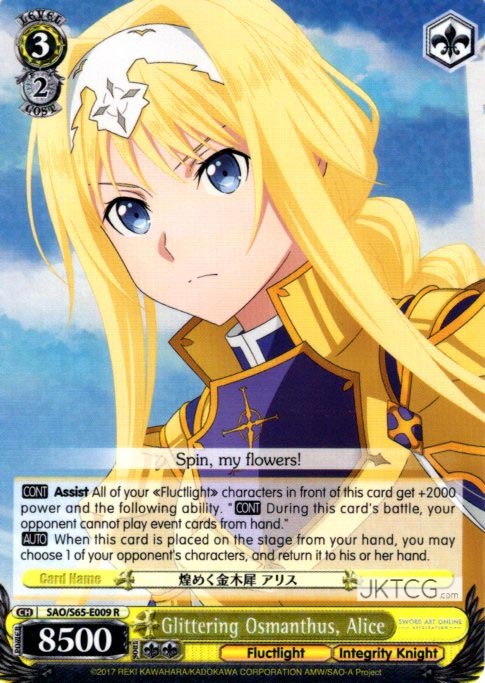 LEVEL
3
2
COST
Spin, my flowers!
CONT Assist All of your «Fluctlight» characters in front of this card get +2000
power and the following ability. "CONT During this card's battle, your
opponent cannot play event cards from hand."
AUTO When this card is placed on the stage from your hand, you may
choose 1 of your opponent's characters, and return it to his or her hand.
Card Name
煌めく金木犀 アリス
JKTCG.com
CH SAO/S65-E009 R
Glittering Osmanthus, Alice
SWORD ART ONLINE
ALICIZATION
POWER
8500
SOUL
Fluctlight
Integrity Knight
©2017 REKI KAWAHARA/KADOKAWA CORPORATION AMW/SAO-A Project